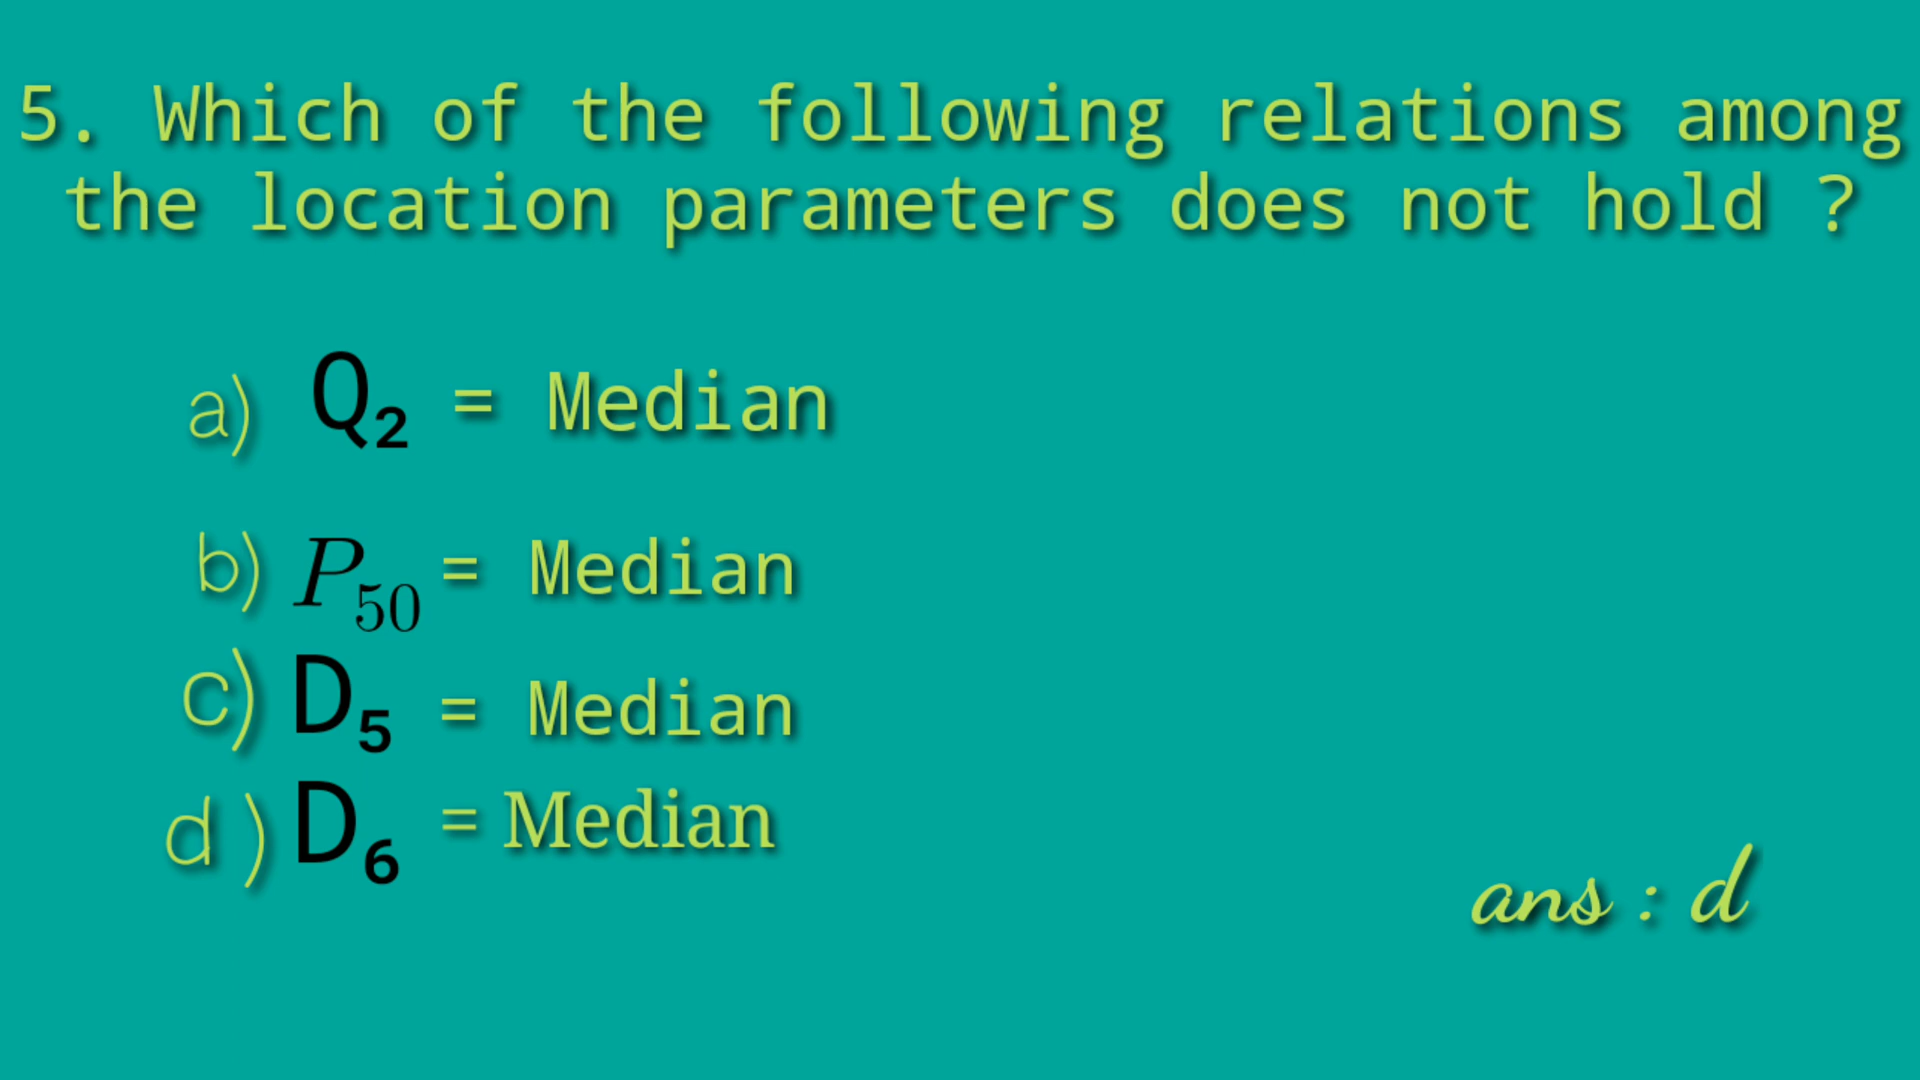 5. Which of the following relations among
the location parameters does not hold ?
a) Q₂ = Median
b) P₅₀ = Median
c) D₅ = Median
d ) D₆ = Median
ans : d